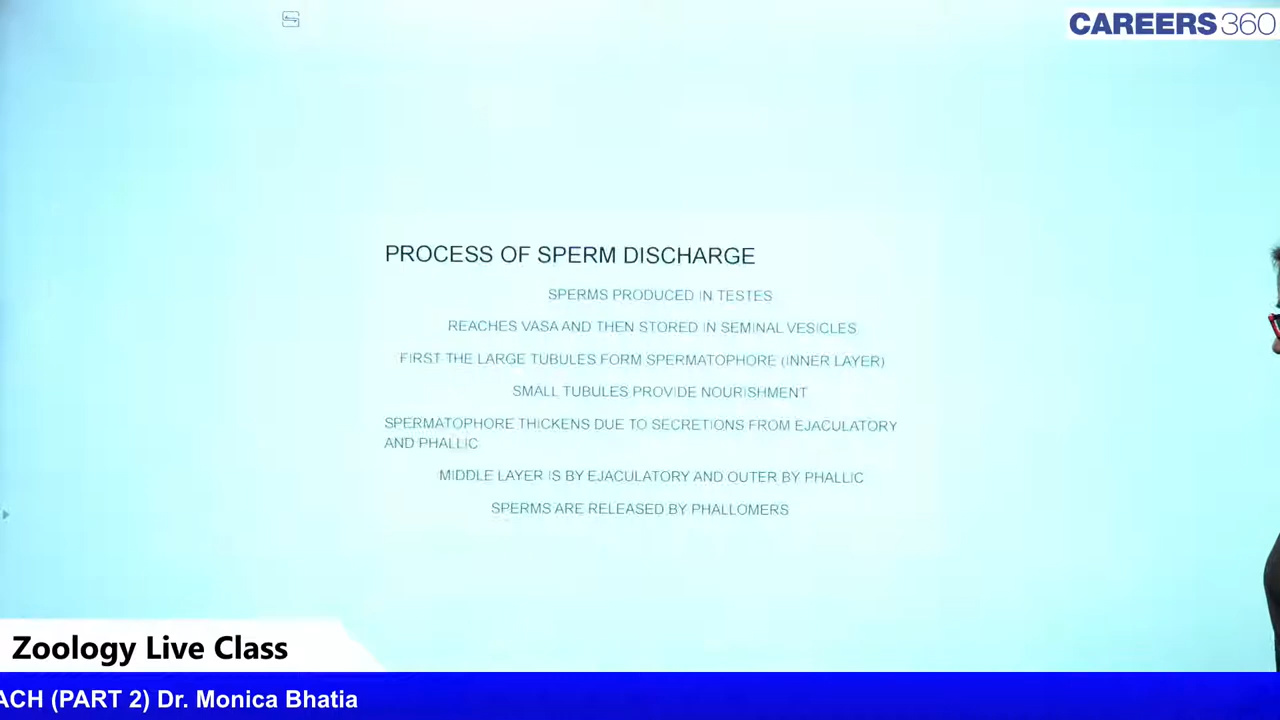 CAREERS360
PROCESS OF SPERM DISCHARGE
SPERMS PRODUCED IN TESTES
REACHES VASA AND THEN STORED IN SEMINAL VESICLES
FIRST THE LARGE TUBULES FORM SPERMATOPHORE (INNER LAYER)
SMALL TUBULES PROVIDE NOURISHMENT
SPERMATOPHORE THICKENS DUE TO SECRETIONS FROM EJACULATORY
AND PHALLIC
MIDDLE LAYER IS BY EJACULATORY AND OUTER BY PHALLIC
SPERMS ARE RELEASED BY PHALLOMERS
Zoology Live Class
ACH (PART 2) Dr. Monica Bhatia